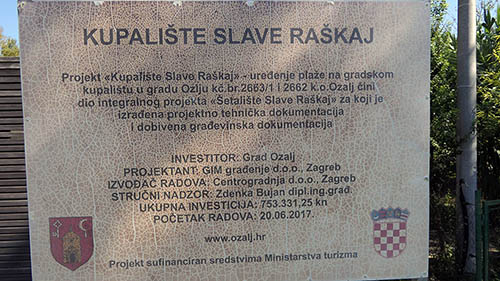 KUPALIŠTE SLAVE RAŠKAJ
Projekt «Kupalište Slave Raškaj» - uređenje plaže na gradskom
kupalištu u gradu Ozlju kč.br.2663/1 i 2662 k.o.Ozalj čini
dio integralnog projekta «Šetalište Slave Raškaj» za koji je
izrađena projektno tehnička dokumentacija
i dobivena građevinska dokumentacija
INVESTITOR: Grad Ozalj
PROJEKTANT: GIM građenje d.o.o., Zagreb
IZVOĐAČ RADOVA: Centrogradnja d.o.o., Zagreb
STRUČNI NADZOR: Zdenka Bujan dipl.ing.građ.
UKUPNA INVESTICIJA: 753.331,25 kn
POČETAK RADOVA: 20.06.2017.
www.ozalj.hr
Projekt sufinanciran sredstvima Ministarstva turizma